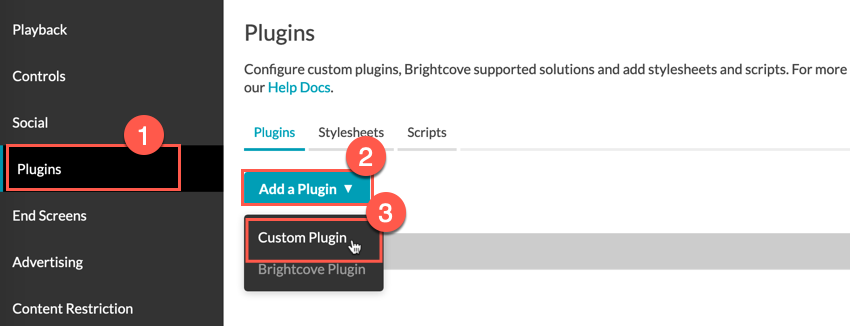 Playback
Controls
Social
1
Plugins
End Screens
Advertising
Content Restriction
Plugins
Configure custom plugins, Brightcove supported solutions and add stylesheets and scripts. For more
our Help Docs.
Plugins Stylesheets Scripts
2
Add a Plugin ▼
3
Custom Plugin
Brightcove Plugin